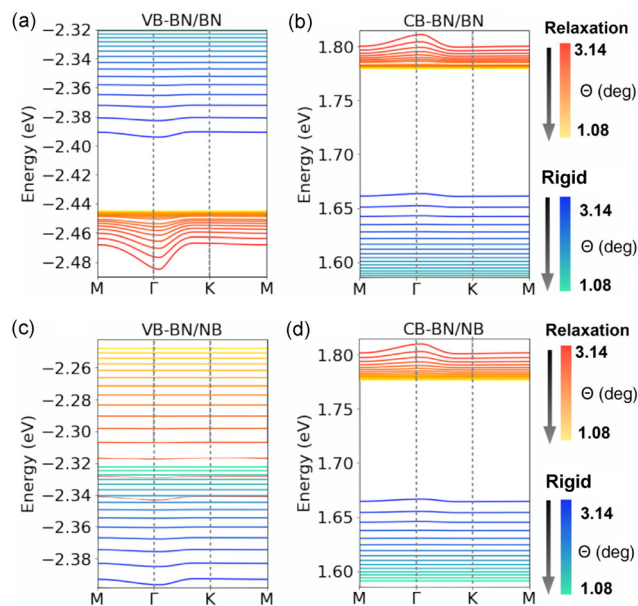 (a)
VB-BN/BN
Energy (eV)
−2.32
−2.34
−2.36
−2.38
−2.40
−2.44
−2.46
−2.48
M Γ K M
(b)
CB-BN/BN
Energy (eV)
1.80
1.75
1.70
1.65
1.60
M Γ K M
Relaxation
3.14
Θ (deg)
1.08
Rigid
3.14
Θ (deg)
1.08
(c)
VB-BN/NB
Energy (eV)
−2.26
−2.28
−2.30
−2.32
−2.34
−2.36
−2.38
M Γ K M
(d)
CB-BN/NB
Energy (eV)
1.80
1.75
1.70
1.65
1.60
M Γ K M
Relaxation
3.14
Θ (deg)
1.08
Rigid
3.14
Θ (deg)
1.08